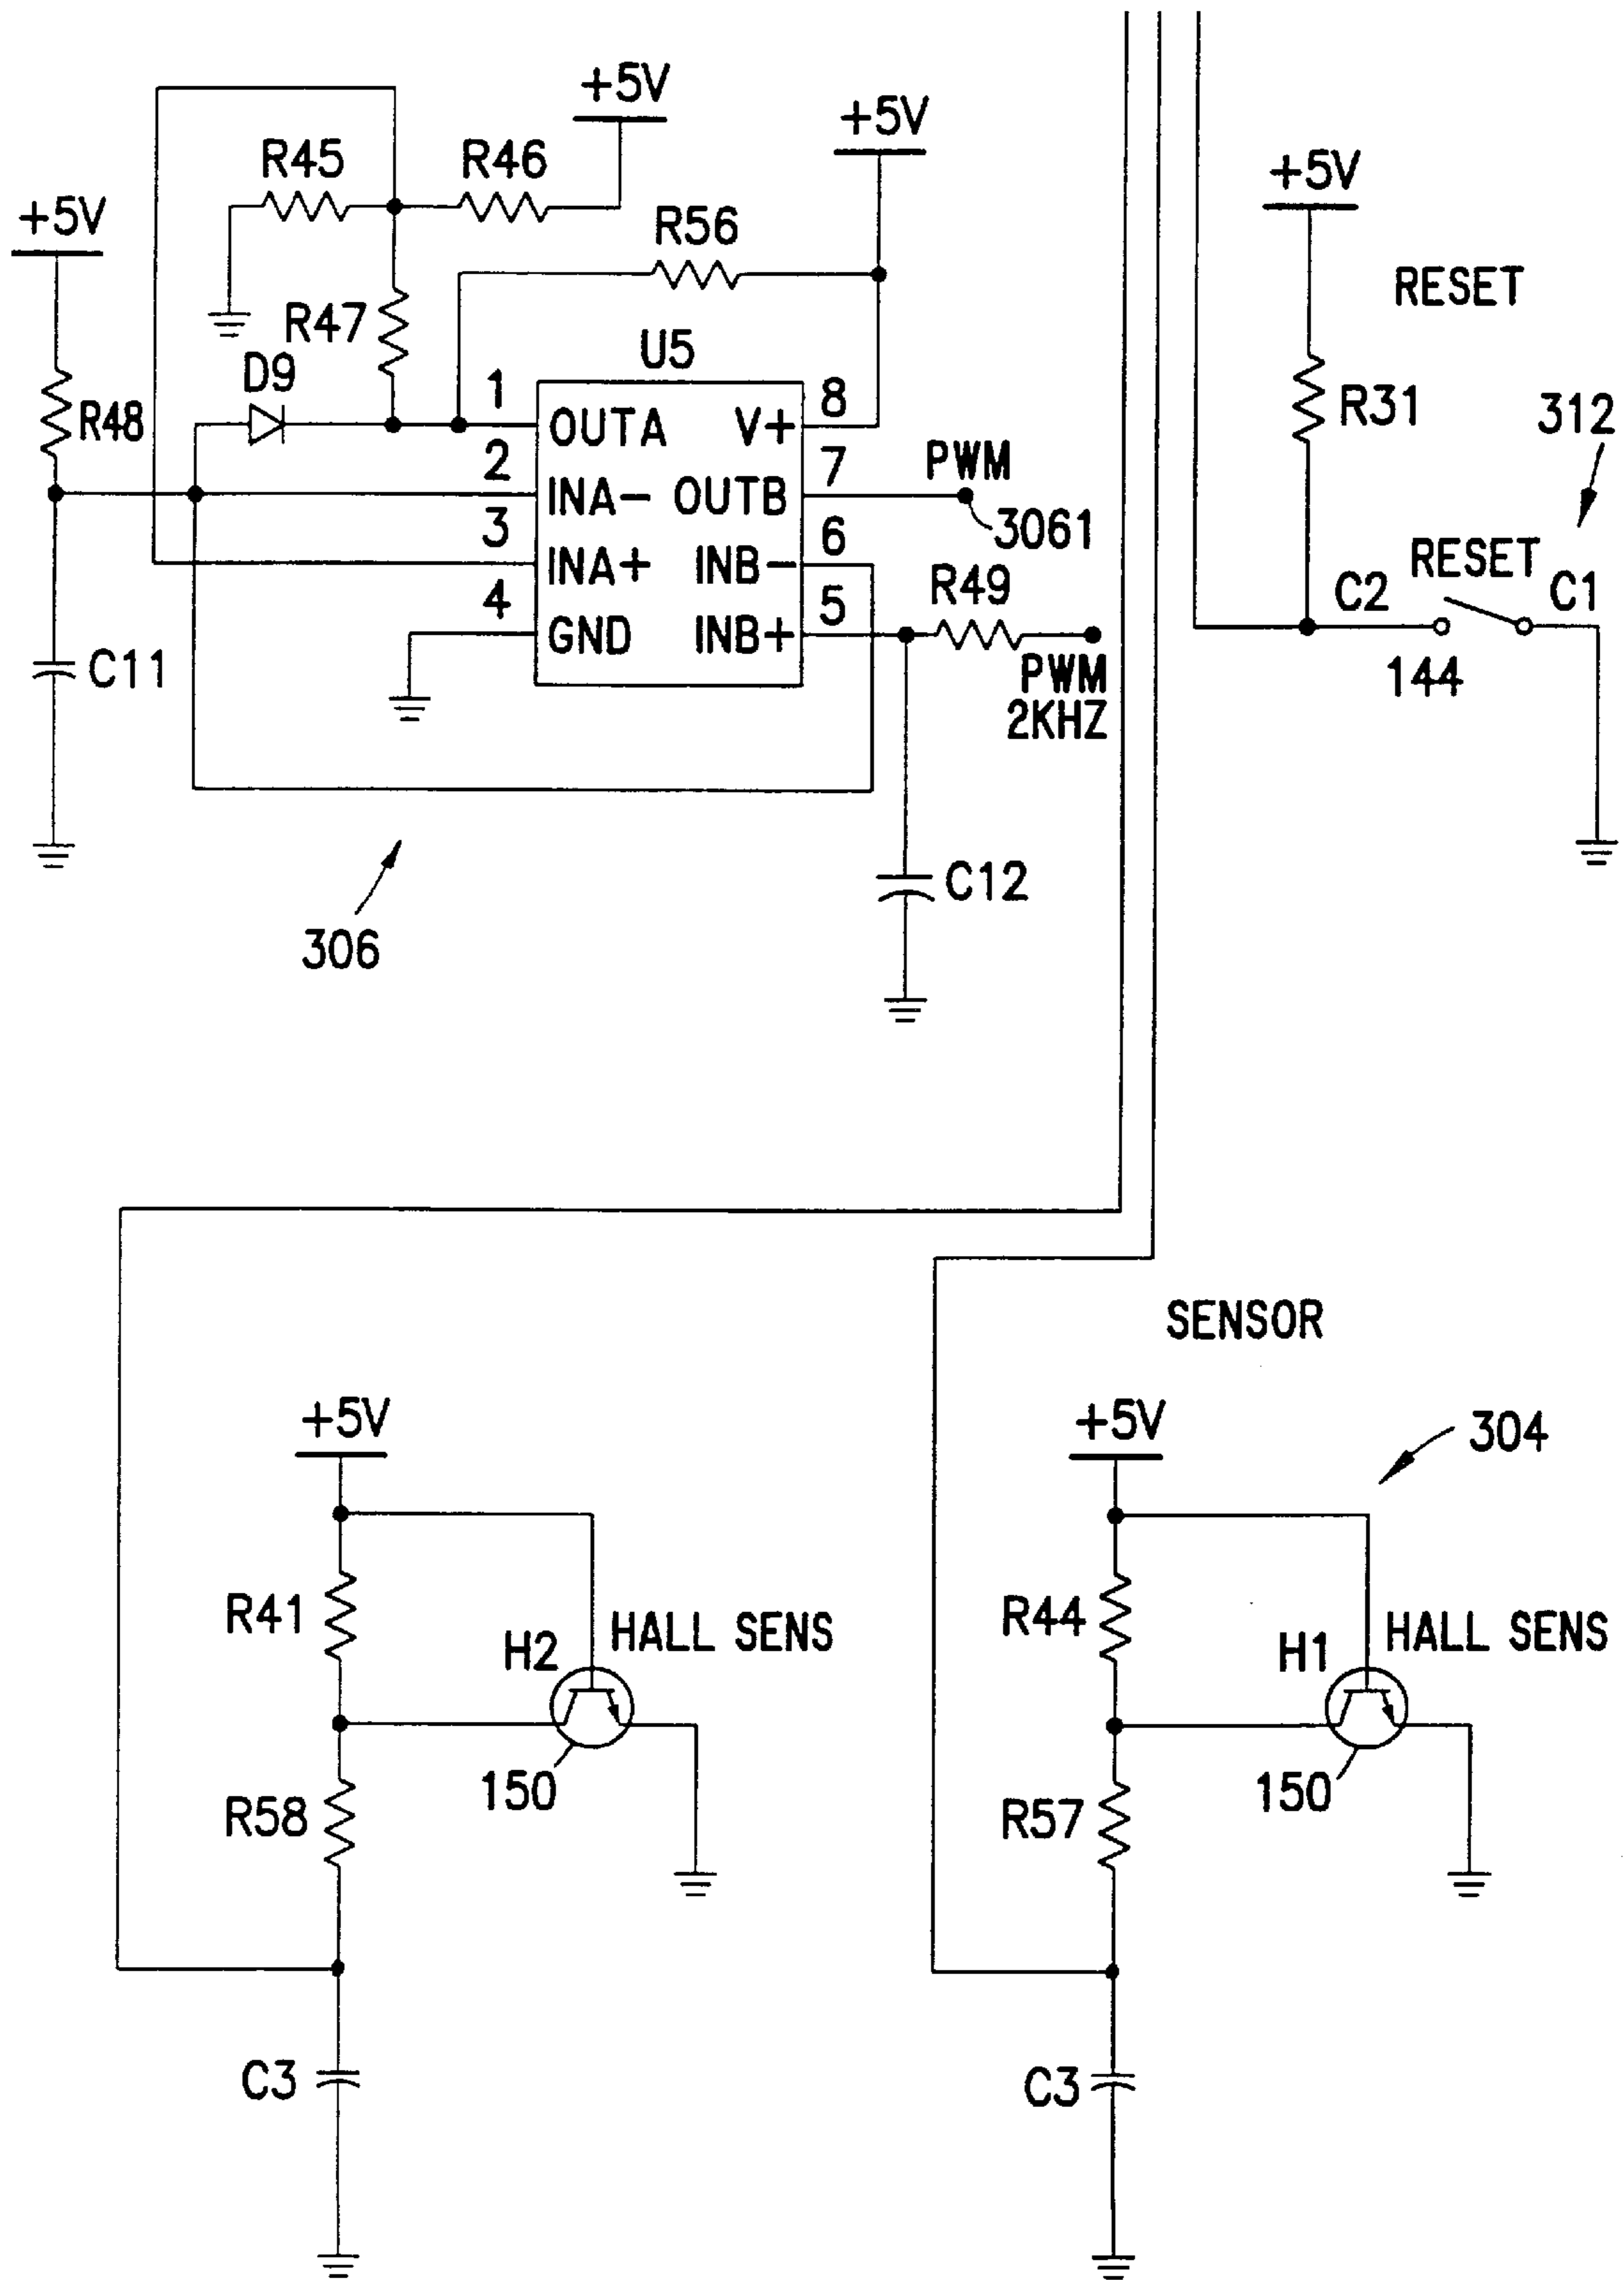 +5V
+5V
R45
R46
+5V
+5V
R56
RESET
R47
U5
D9
R48
1
OUTA
V+
8
R31
312
2
INA-
OUTB
7
PWM
3061
3
INA+
INB-
6
R49
RESET
C2
C1
4
GND
INB+
5
144
C11
PWM
2KHZ
C12
306
SENSOR
+5V
+5V
304
R41
H2
HALL SENS
R44
H1
HALL SENS
150
150
R58
R57
C3
C3